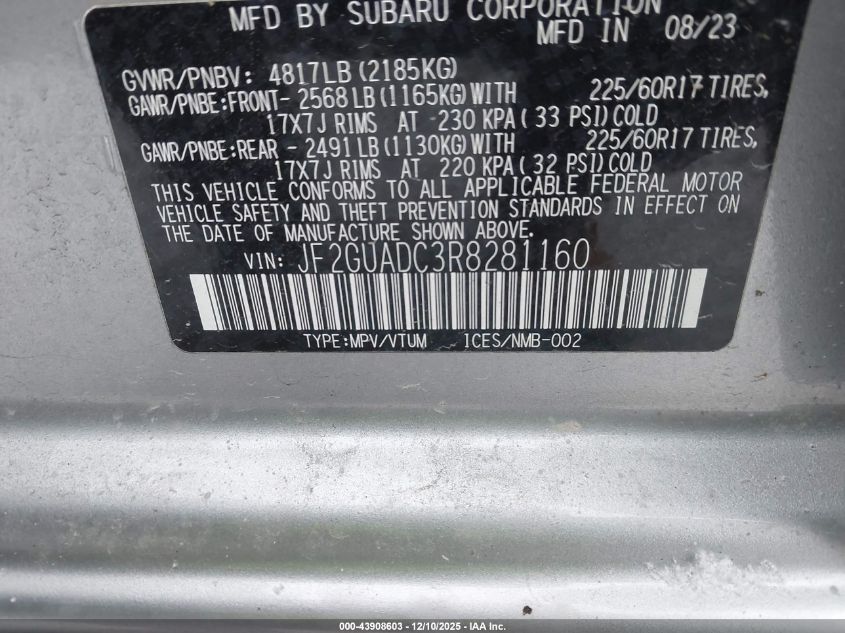 MFD BY SUBARU CORPORATION
MFD IN 08/23
GVWR/PNBV: 4817LB (2185KG)
GAWR/PNBE:FRONT- 2568LB (1165KG) WITH 225/60R17 TIRES,
17X7J RIMS AT 230 KPA ( 33 PSI) COLD
GAWR/PNBE:REAR - 2491LB (1130KG) WITH 225/60R17 TIRES,
17X7J RIMS AT 220 KPA ( 32 PSI) COLD
THIS VEHICLE CONFORMS TO ALL APPLICABLE FEDERAL MOTOR
VEHICLE SAFETY AND THEFT PREVENTION STANDARDS IN EFFECT ON
THE DATE OF MANUFACTURE SHOWN ABOVE.
VIN: JF2GUADC3R8281160
TYPE:MPV/VTUM ICES/NMB-002
000-43908603 - 12/10/2025 - IAA Inc.